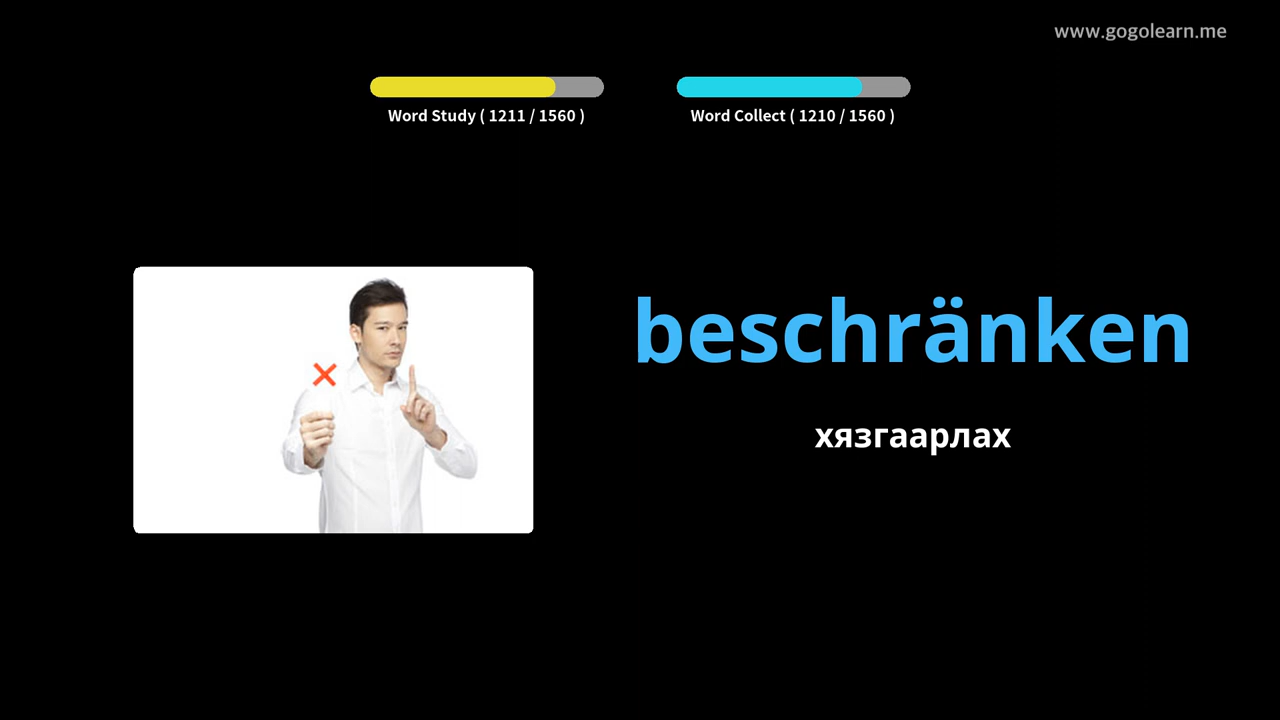 www.gogolearn.me
Word Study ( 1211 / 1560 )
Word Collect ( 1210 / 1560 )
beschränken
хязгаарлах